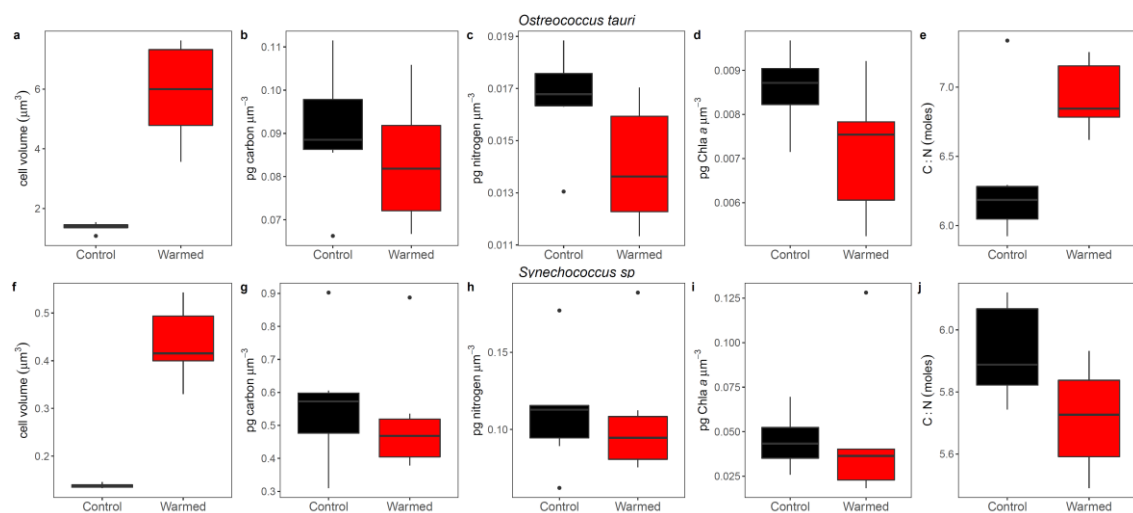 Ostreococcus tauri
a
cell volume (μm³)
6
4
2
Control Warmed
b
pg carbon μm⁻³
0.11
0.10
0.09
0.08
0.07
Control Warmed
c
pg nitrogen μm⁻³
0.019
0.017
0.015
0.013
0.011
Control Warmed
d
pg Chla a μm⁻³
0.009
0.008
0.007
0.006
Control Warmed
e
C : N (moles)
7.0
6.5
6.0
Control Warmed
Synechococcus sp
f
cell volume (μm³)
0.5
0.4
0.3
0.2
Control Warmed
g
pg carbon μm⁻³
0.9
0.8
0.7
0.6
0.5
0.4
0.3
Control Warmed
h
pg nitrogen μm⁻³
0.15
0.10
Control Warmed
i
pg Chla a μm⁻³
0.125
0.100
0.075
0.050
0.025
Control Warmed
j
C : N (moles)
6.0
5.8
5.6
Control Warmed